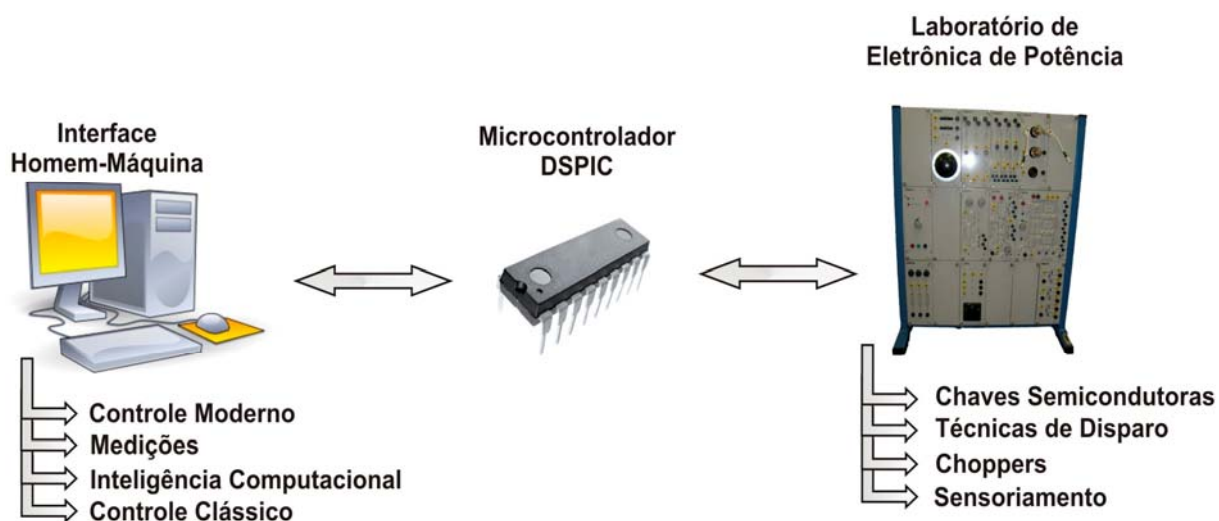 Interface
Homem-Máquina
Controle Moderno
Medições
Inteligência Computacional
Controle Clássico
Microcontrolador
DSPIC
Laboratório de
Eletrônica de Potência
Chaves Semicondutoras
Técnicas de Disparo
Choppers
Sensoriamento